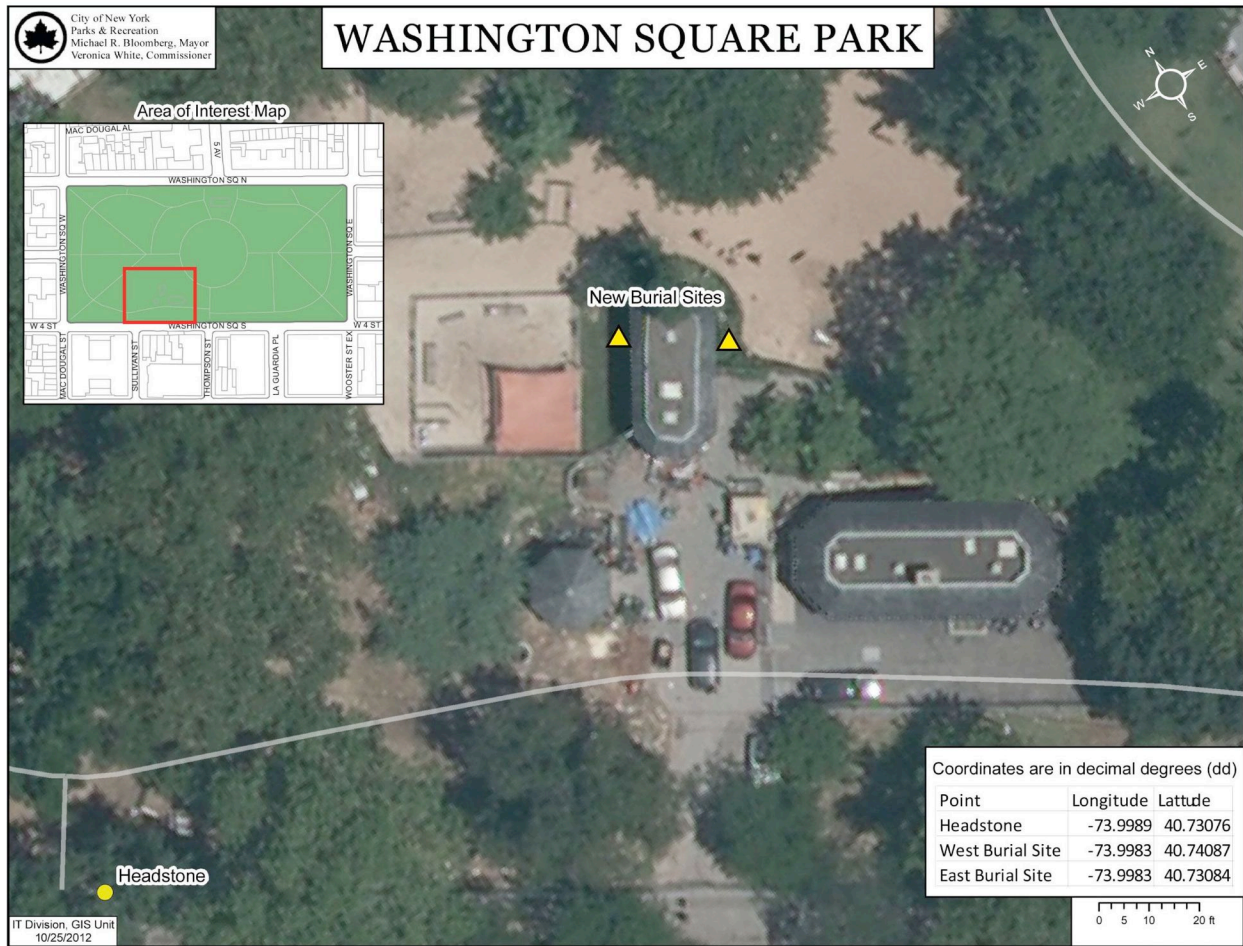 City of New York
Parks & Recreation
Michael R. Bloomberg, Mayor
Veronica White, Commissioner
WASHINGTON SQUARE PARK
N
E
W
S
Area of Interest Map
MAC DOUGAL AL
5 AV
WASHINGTON SQ N
WASHINGTON SQ W
WASHINGTON SQ E
W 4 ST
WASHINGTON SQ S
W 4 ST
MAC DOUGAL ST
SULLIVAN ST
THOMPSON ST
LA GUARDIA PL
WOOSTER ST EX
New Burial Sites
Headstone
Coordinates are in decimal degrees (dd)
Point Longitude Lattude
Headstone -73.9989 40.73076
West Burial Site -73.9983 40.74087
East Burial Site -73.9983 40.73084
0 5 10 20 ft
IT Division, GIS Unit
10/25/2012